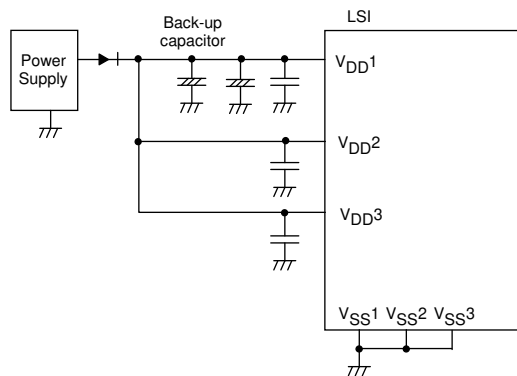 LSI
Back-up
capacitor
Power
Supply
VDD1
VDD2
VDD3
VSS1 VSS2 VSS3